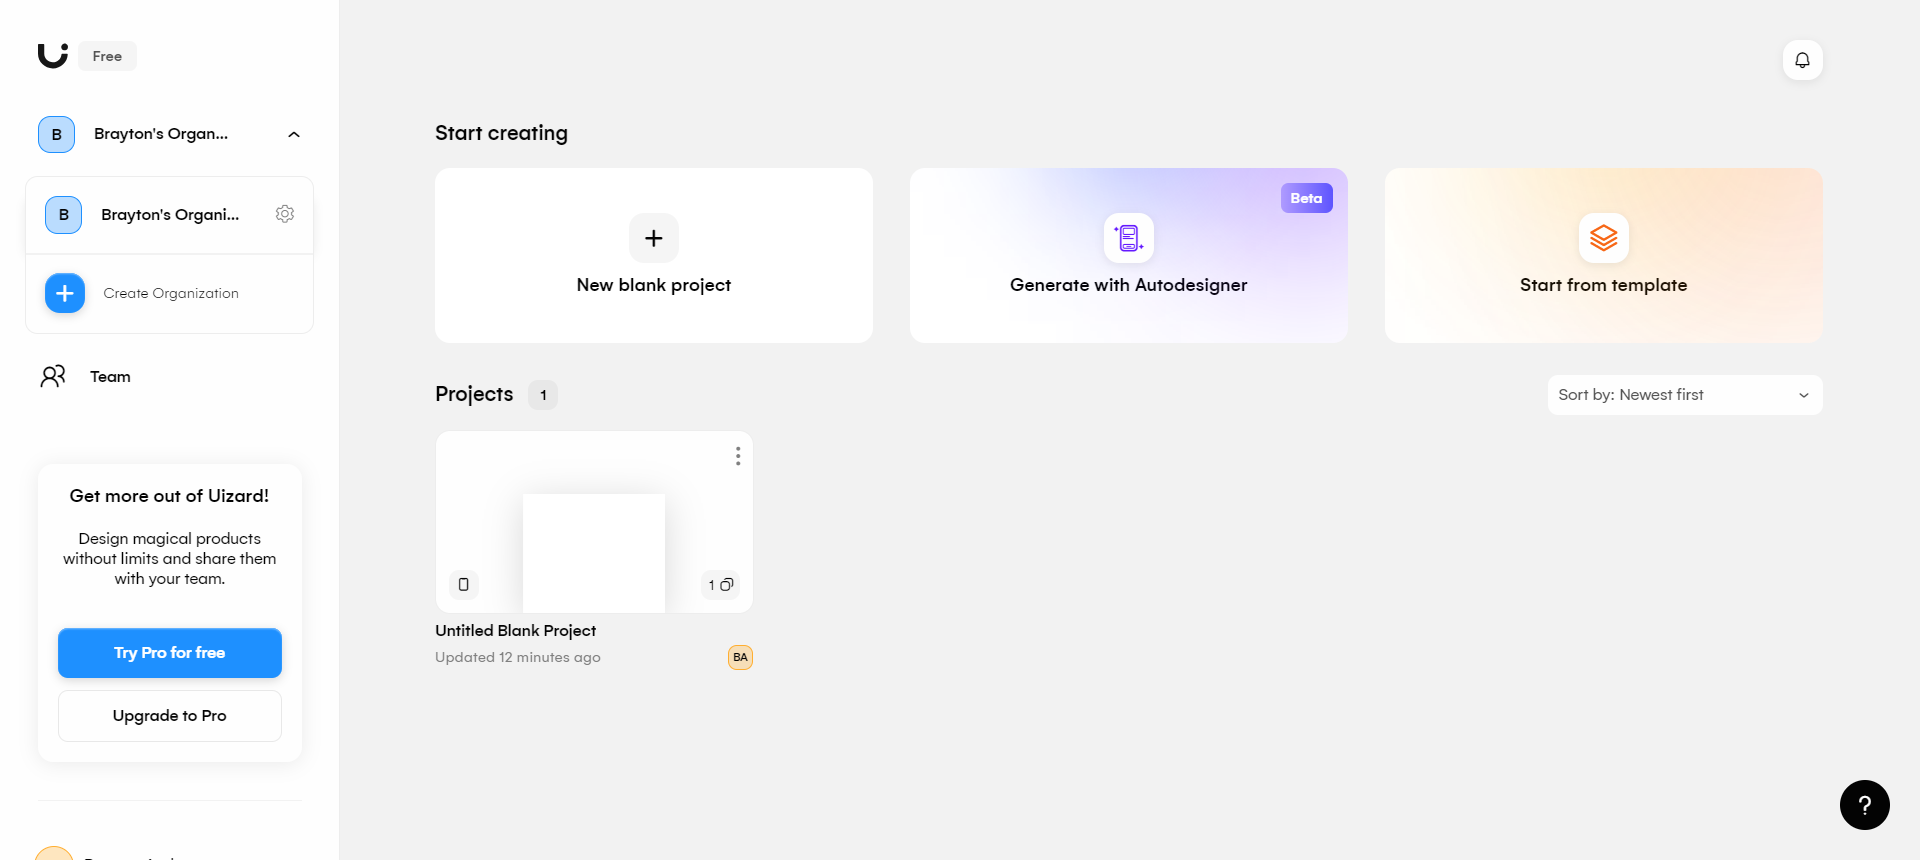 Free
B
Brayton's Organ...
B
Brayton's Organi...
Create Organization
Team
Get more out of Uizard!
Design magical products
without limits and share them
with your team.
Try Pro for free
Upgrade to Pro
Start creating
New blank project
Beta
Generate with Autodesigner
Start from template
Projects 1
Sort by: Newest first
1
Untitled Blank Project
Updated 12 minutes ago
BA
?